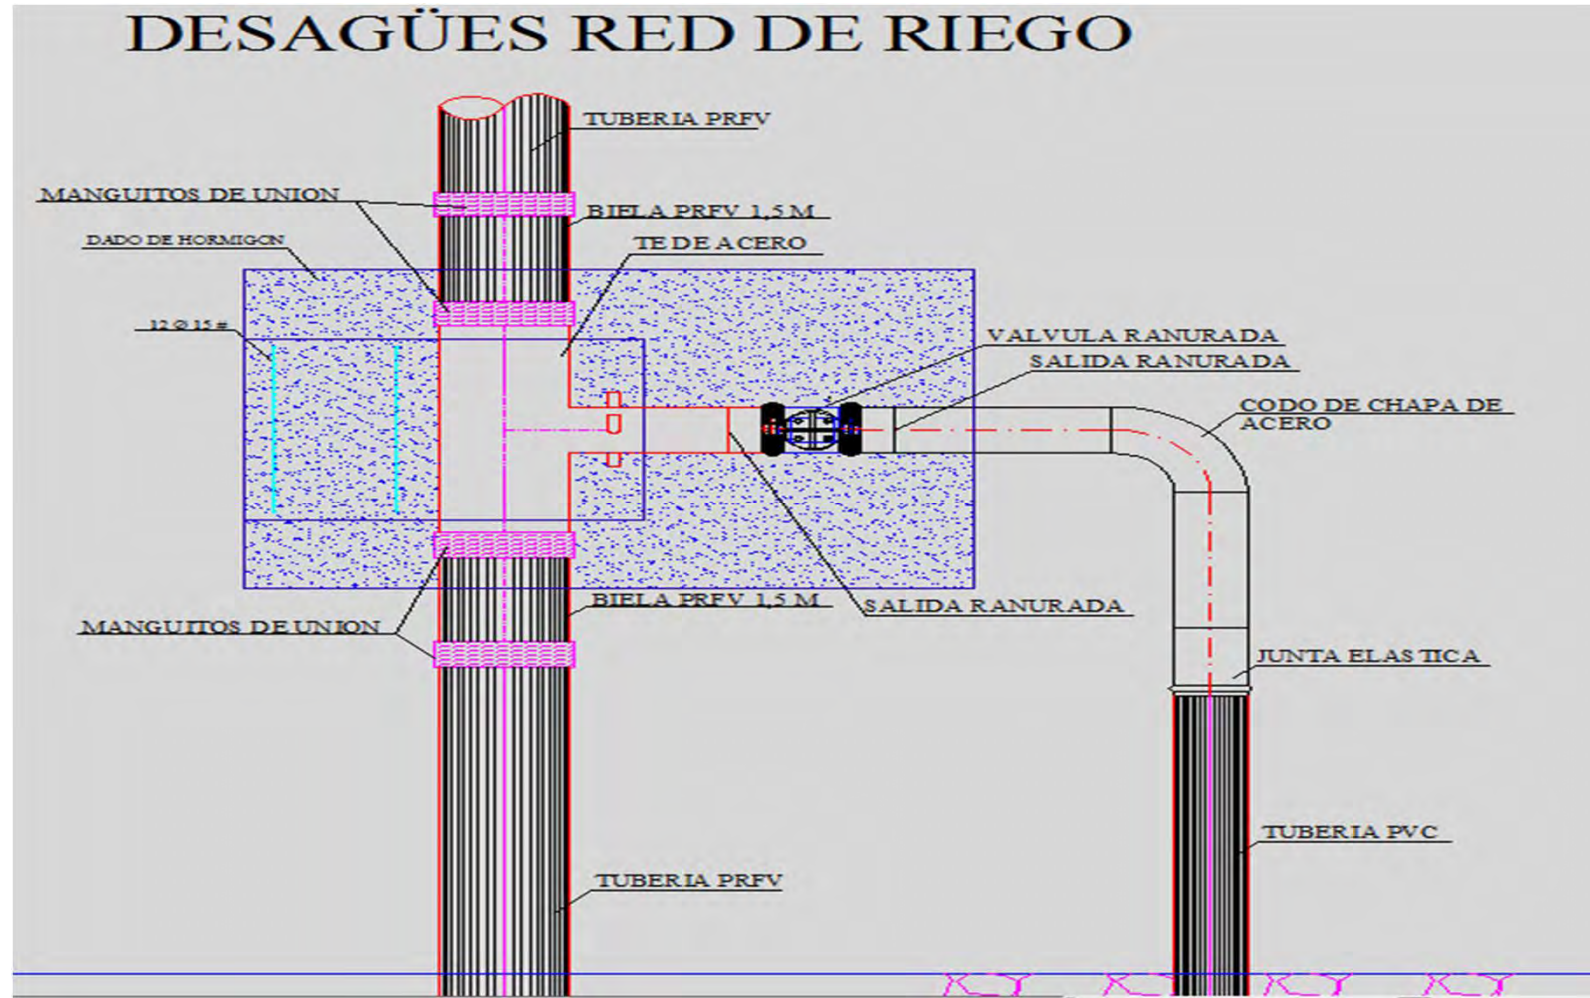 DESAGÜES RED DE RIEGO
TUBERIA PRFV
MANGUITOS DE UNION
BIELA PRFV 1,5 M
DADO DE HORMIGON
TE DE ACERO
12 Ø 15 #
VALVULA RANURADA
SALIDA RANURADA
CODO DE CHAPA DE
ACERO
BIELA PRFV 1,5 M
SALIDA RANURADA
MANGUITOS DE UNION
JUNTA ELASTICA
TUBERIA PVC
TUBERIA PRFV